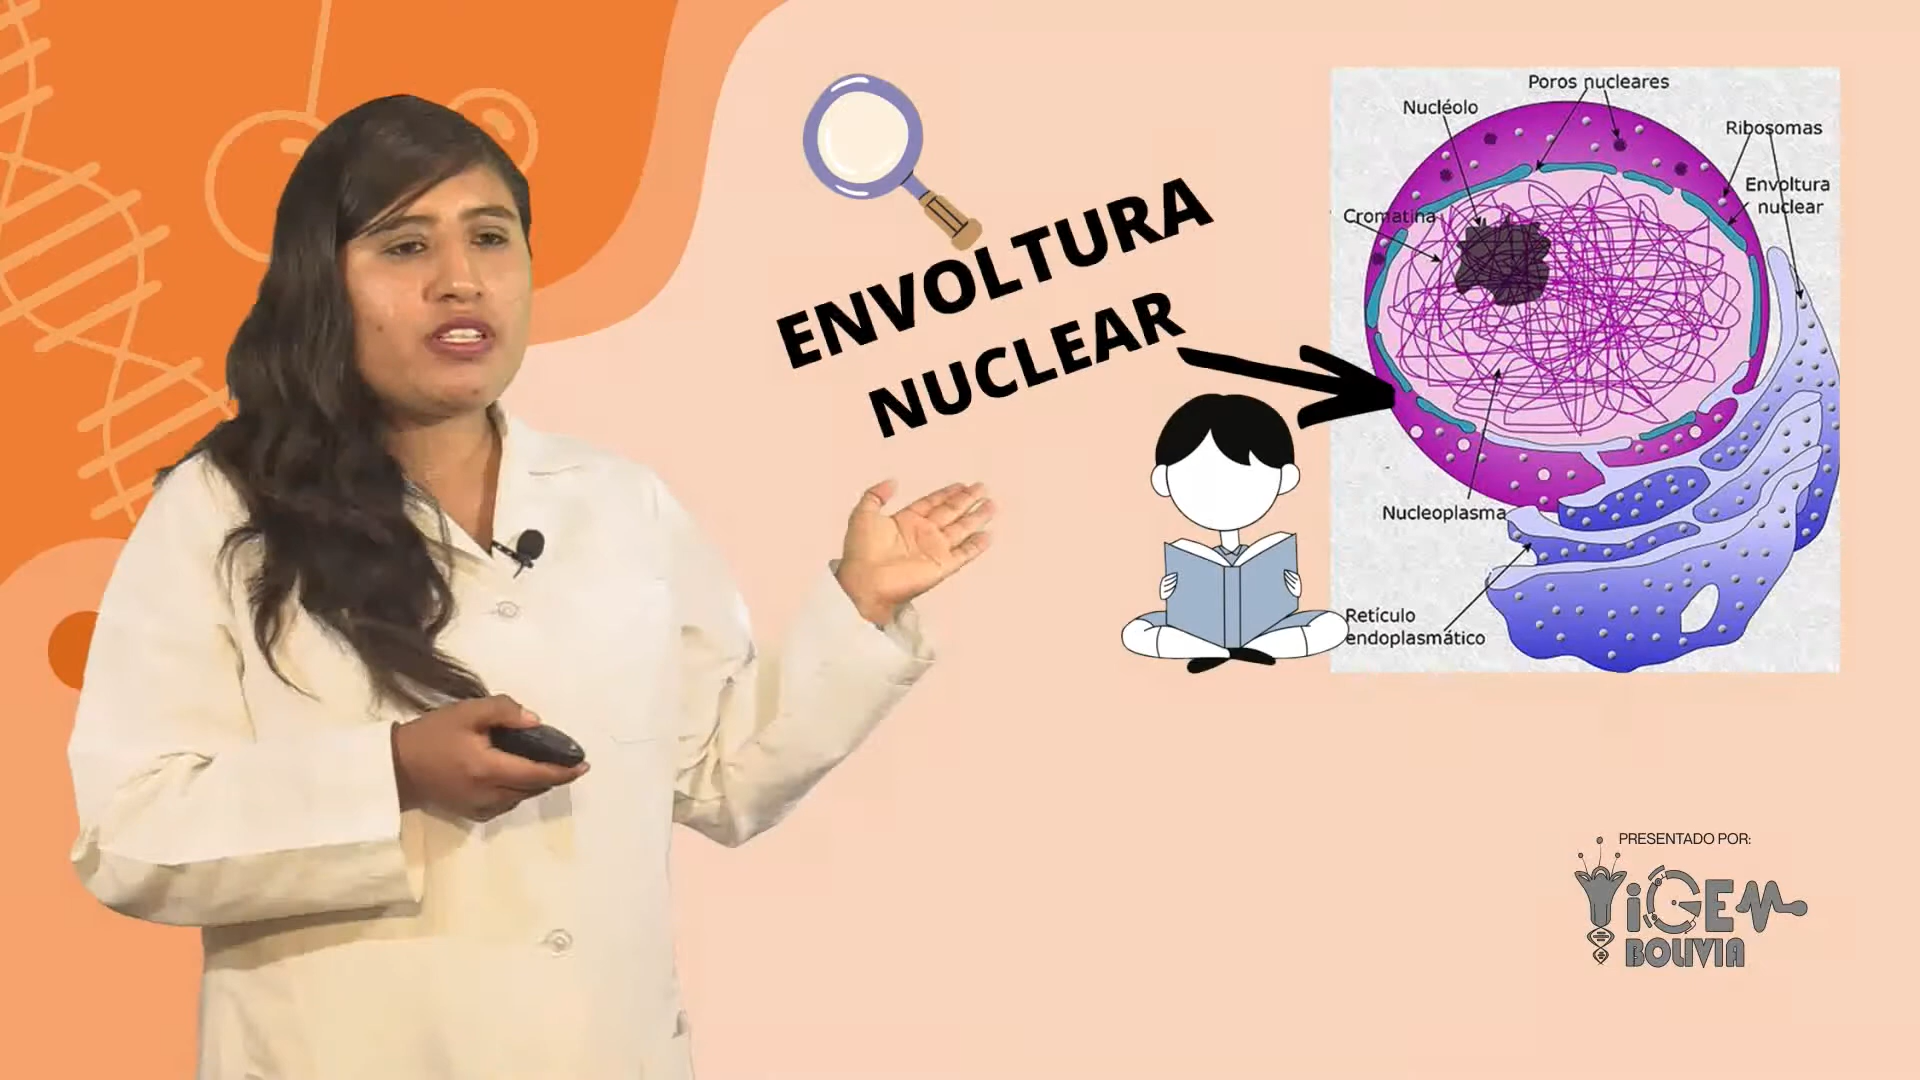 ENVOLTURA
NUCLEAR
Poros nucleares
Nucléolo
Ribosomas
Envoltura
nuclear
Cromatina
Nucleoplasma
Retículo
endoplasmático
PRESENTADO POR:
iGEM
BOLIVIA